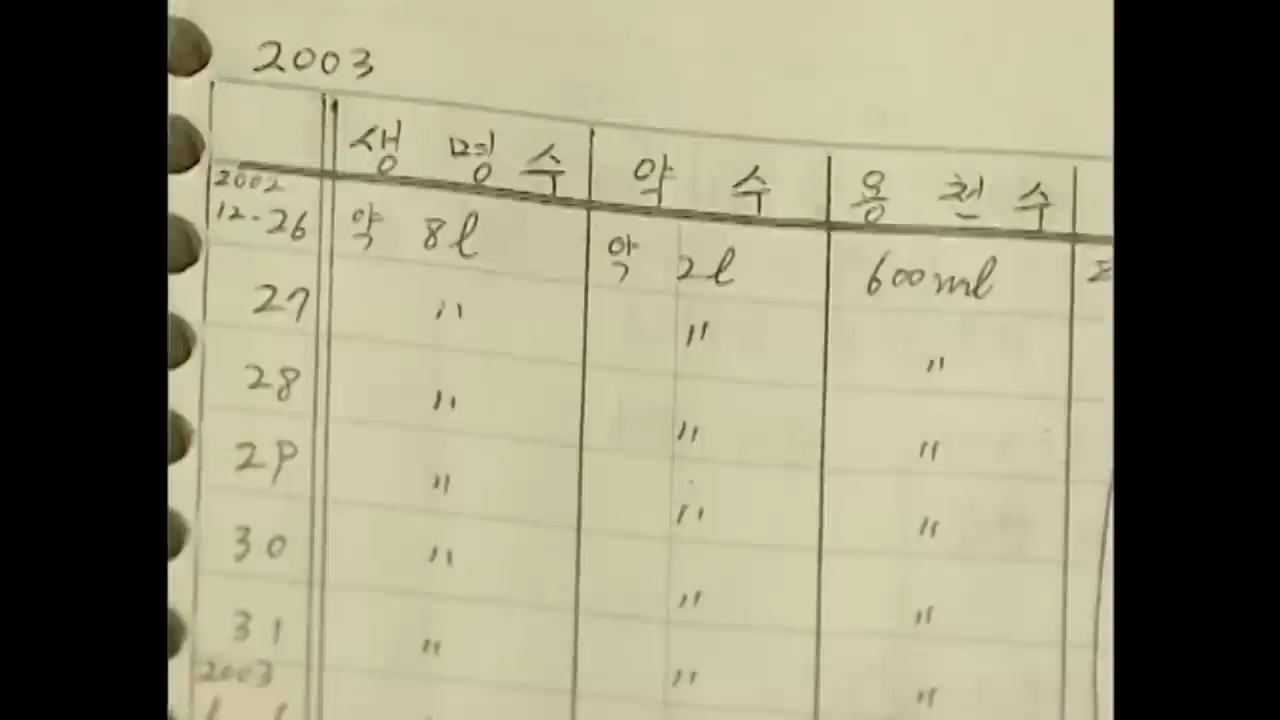 2003
생 명 수 약 수 용 천 수
2002
12-26 약 8l 약 2l 600ml
27 〃 〃 〃
28 〃 〃 〃
29 〃 〃 〃
30 〃 〃 〃
31 〃 〃 〃
2003